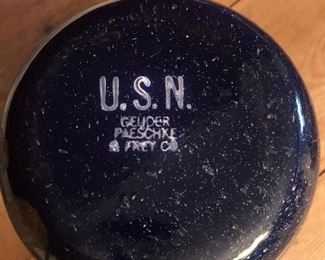 U.S.N.
GEUDER
PAESCHKE
& FREY CO.